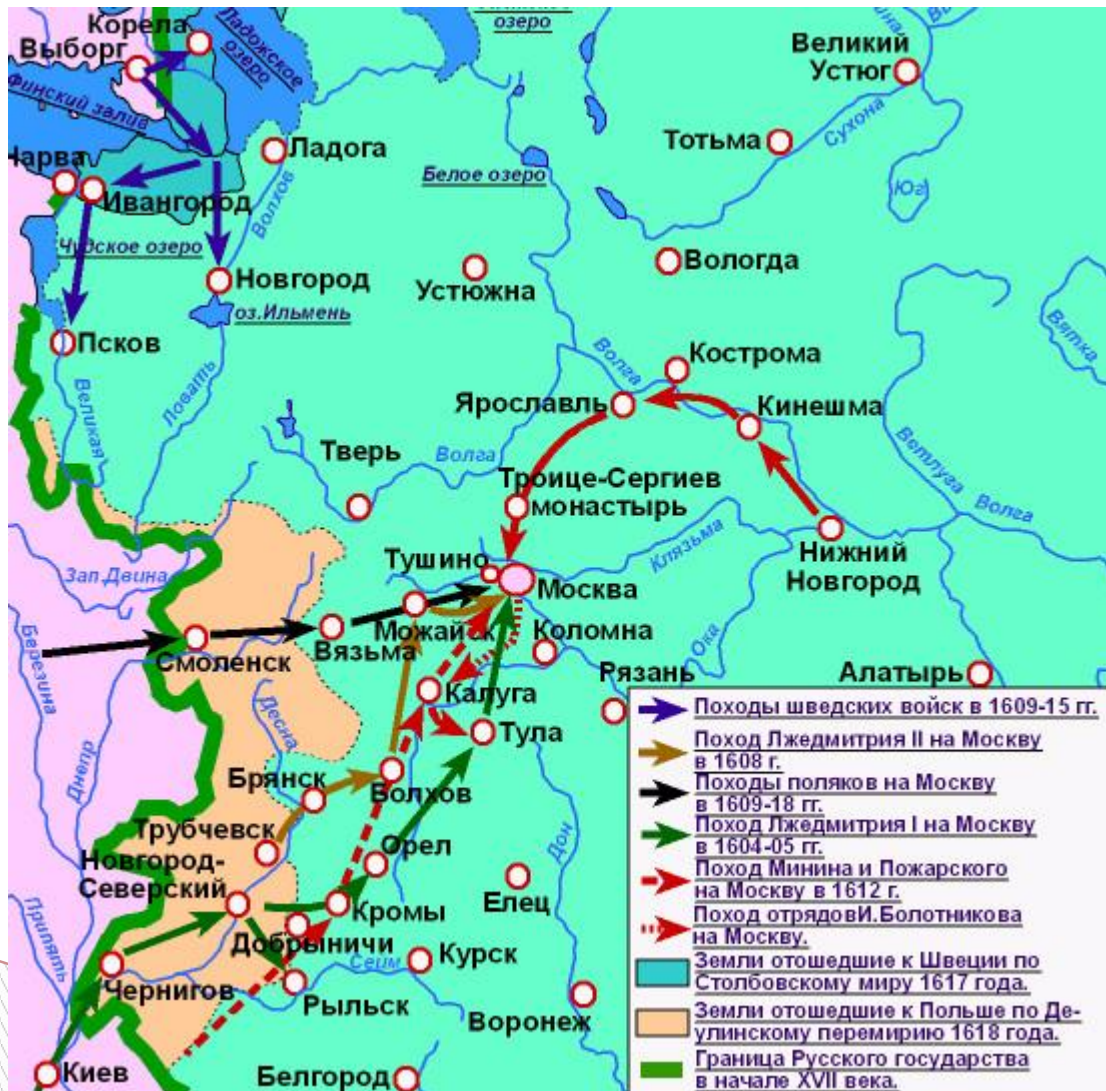 озеро
Корела
Выборг
Ладожское
озеро
Финский залив
Великий
Устюг
Сухона
Тотьма
Юг
Ладога
Волхов
Белое озеро
Нарва
Ивангород
Чудское озеро
Новгород
оз.Ильмень
Устюжна
Вологда
Вятка
Псков
Великая
Ловать
Волга
Кострома
Ярославль
Кинешма
Ветлуга
Волга
Тверь
Волга
Троице-Сергиев
монастырь
Нижний
Новгород
Клязьма
Зап.Двина
Тушино
Москва
Можайск
Коломна
Вязьма
Смоленск
Березина
Ока
Рязань
Алатырь
Калуга
Тула
Десна
Днепр
Брянск
Болхов
Трубчевск
Орел
Дон
Новгород-
Северский
Елец
Кромы
Добрыничи
Курск
Сейм
Припять
Чернигов
Рыльск
Воронеж
Киев
Белгород
Походы шведских войск в 1609-15 гг.
Поход Лжедмитрия II на Москву
в 1608 г.
Походы поляков на Москву
в 1609-18 гг.
Поход Лжедмитрия I на Москву
в 1604-05 гг.
Поход Минина и Пожарского
на Москву в 1612 г.
Поход отрядовИ.Болотникова
на Москву.
Земли отошедшие к Швеции по
Столбовскому миру 1617 года.
Земли отошедшие к Польше по Де-
улинскому перемирию 1618 года.
Граница Русского государства
в начале XVII века.